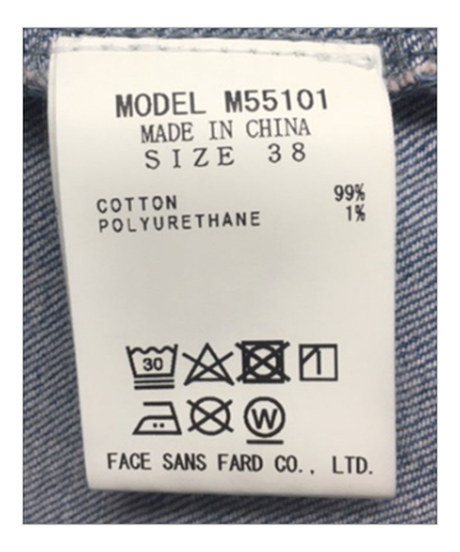 MODEL M55101
MADE IN CHINA
SIZE 38
COTTON 99%
POLYURETHANE 1%
30
W
FACE SANS FARD CO., LTD.